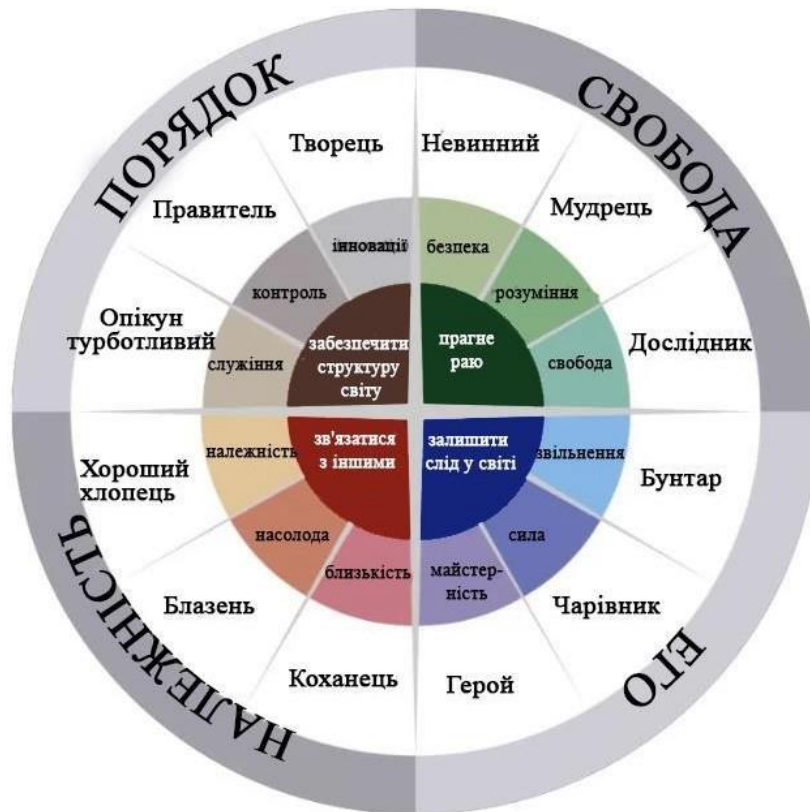 ПОРЯДОК
СВОБОДА
Творець
Невинний
Правитель
Мудрець
інновації
безпека
контроль
розуміння
Опікун
турботливий
Дослідник
служіння
забезпечити
структуру
світу
прагне
раю
свобода
належність
зв'язатися
з іншими
залишити
слід у світі
звільнення
Хороший
хлопець
Бунтар
насолода
сила
близькість
майстер-
ність
Блазень
Чарівник
Коханець
Герой
НАЛЕЖНІСТЬ
ЕГО